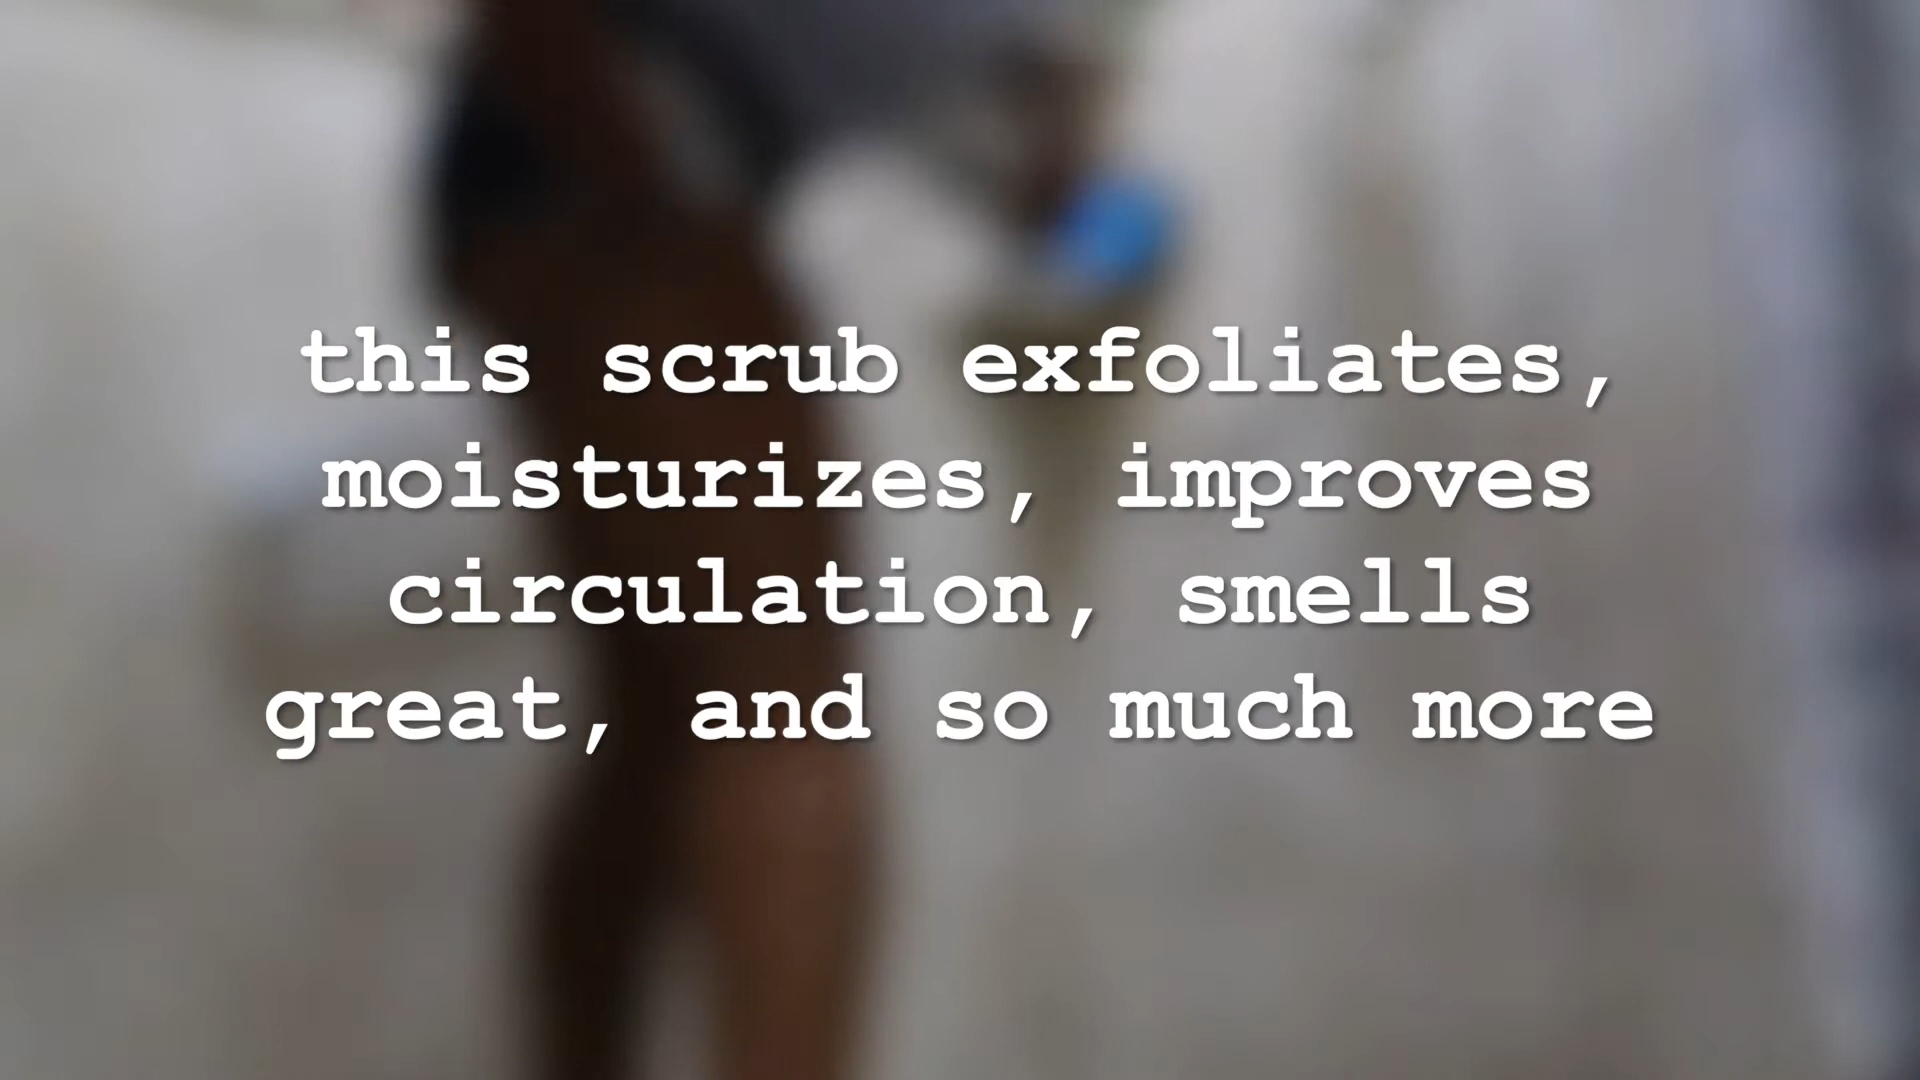 this scrub exfoliates,
moisturizes, improves
circulation, smells
great, and so much more